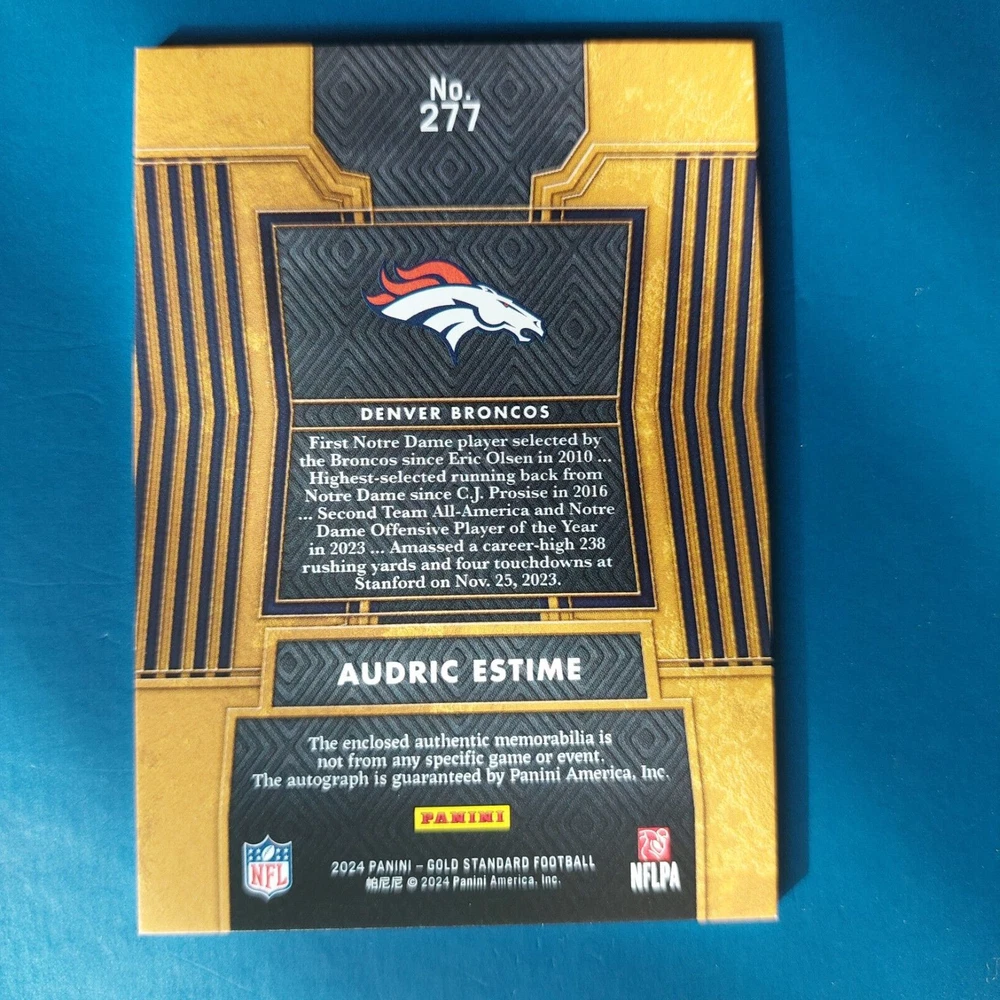 No.
277
DENVER BRONCOS
First Notre Dame player selected by
the Broncos since Eric Olsen in 2010 ...
Highest-selected running back from
Notre Dame since C.J. Prosise in 2016
... Second Team All-America and Notre
Dame Offensive Player of the Year
in 2023 ... Amassed a career-high 238
rushing yards and four touchdowns at
Stanford on Nov. 25, 2023.
AUDRIC ESTIME
The enclosed authentic memorabilia is
not from any specific game or event.
The autograph is guaranteed by Panini America, Inc.
PANINI
NFL
2024 PANINI – GOLD STANDARD FOOTBALL
帕尼尼 © 2024 Panini America, Inc.
NFLPA